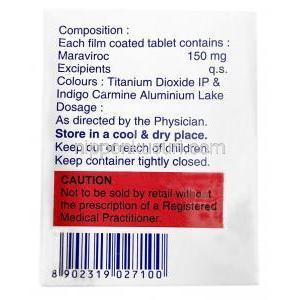 Composition :
Each film coated tablet contains :
Maraviroc 150 mg
Excipients q.s.
Colours : Titanium Dioxide IP &
Indigo Carmine Aluminium Lake
Dosage :
As directed by the Physician.
Store in a cool & dry place.
Keep out of reach of children.
Keep container tightly closed.
CAUTION
Not to be sold by retail without
the prescription of a Registered
Medical Practitioner.
8 902319 027100